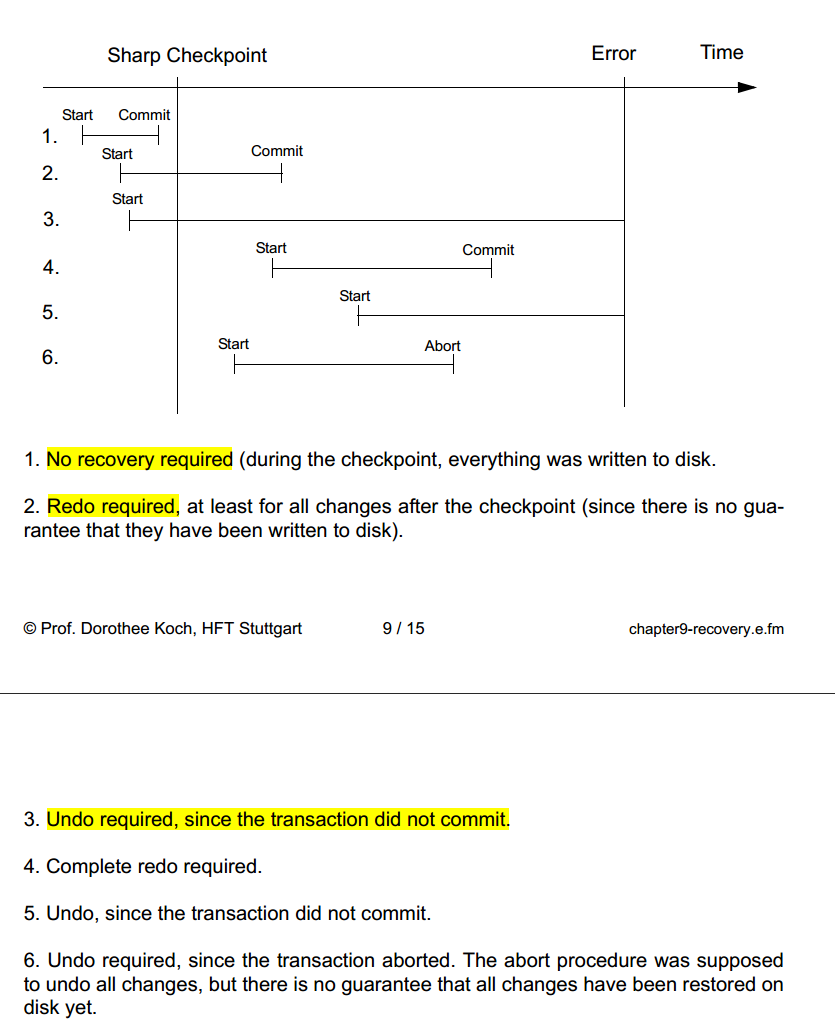 Sharp Checkpoint Error Time
Start Commit
1.
Start Commit
2.
Start
3.
Start Commit
4.
Start
5.
Start Abort
6.
1. No recovery required (during the checkpoint, everything was written to disk.
2. Redo required, at least for all changes after the checkpoint (since there is no gua-
rantee that they have been written to disk).
© Prof. Dorothee Koch, HFT Stuttgart 9 / 15 chapter9-recovery.e.fm
3. Undo required, since the transaction did not commit.
4. Complete redo required.
5. Undo, since the transaction did not commit.
6. Undo required, since the transaction aborted. The abort procedure was supposed
to undo all changes, but there is no guarantee that all changes have been restored on
disk yet.